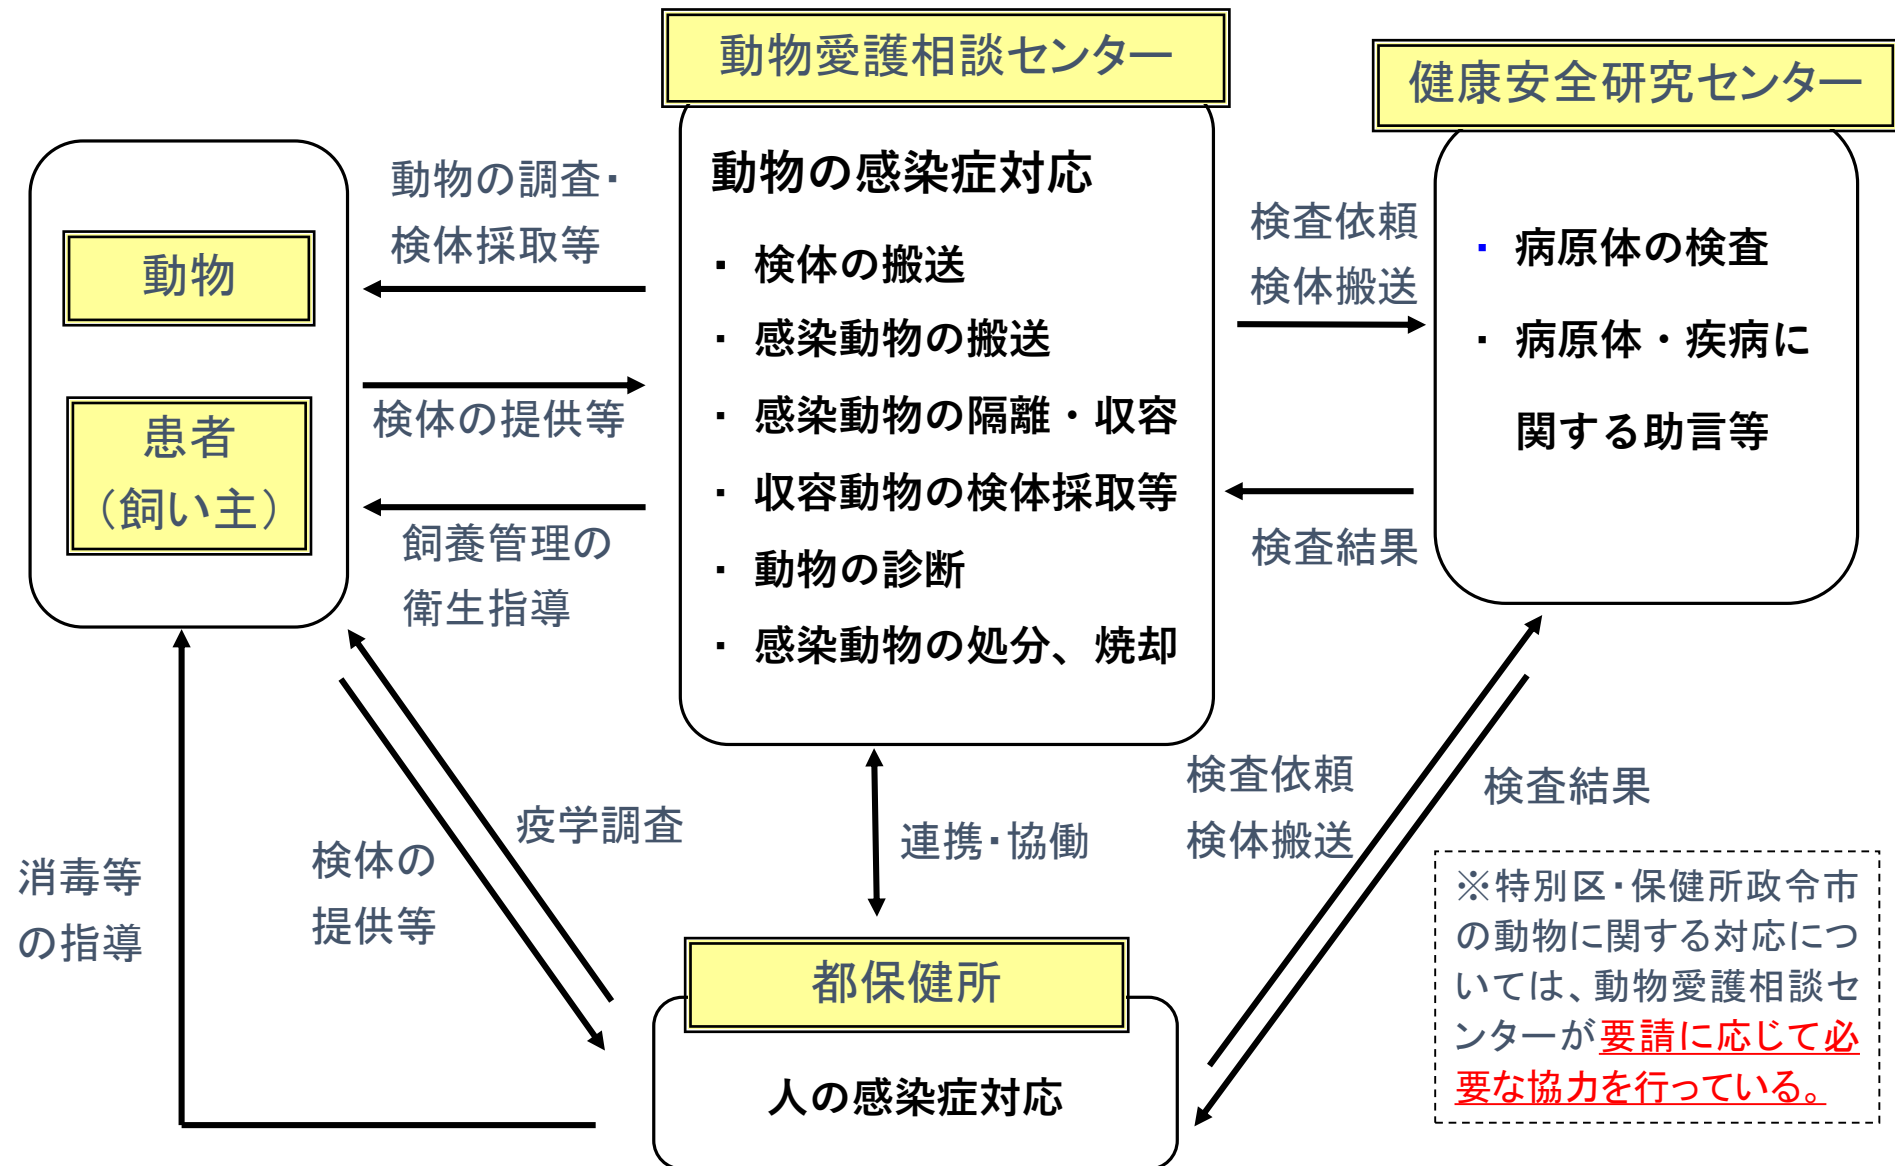 動物愛護相談センター
健康安全研究センター
動物
患者
（飼い主）
動物の調査・
検体採取等
検体の提供等
飼養管理の
衛生指導
動物の感染症対応
・ 検体の搬送
・ 感染動物の搬送
・ 感染動物の隔離・収容
・ 収容動物の検体採取等
・ 動物の診断
・ 感染動物の処分、焼却
検査依頼
検体搬送
検査結果
・ 病原体の検査
・ 病原体・疾病に
関する助言等
消毒等
の指導
検体の
提供等
疫学調査
連携・協働
検査依頼
検体搬送
検査結果
都保健所
人の感染症対応
※特別区・保健所政令市
の動物に関する対応につ
いては、動物愛護相談セ
ンターが要請に応じて必
要な協力を行っている。